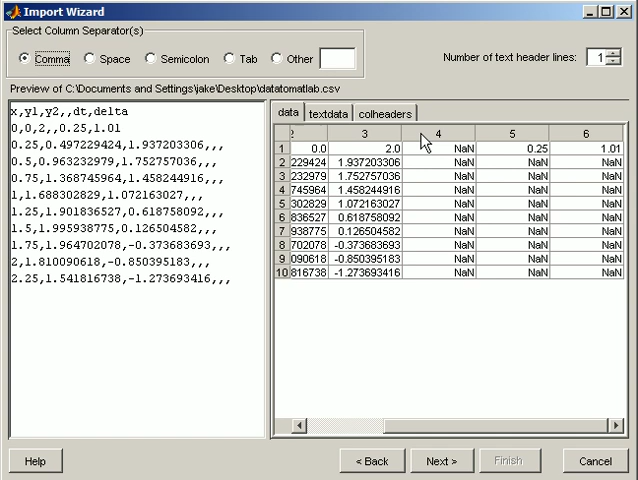 Import Wizard
Select Column Separator(s)
Comma Space Semicolon Tab Other
Number of text header lines: 1
Preview of C:\Documents and Settings\jake\Desktop\datatomatlab.csv
x,y1,y2,,dt,delta
0,0,2,,0.25,1.01
0.25,0.497229424,1.937203306,,,
0.5,0.963232979,1.752757036,,,
0.75,1.368745964,1.458244916,,,
1,1.688302829,1.072163027,,,
1.25,1.901836527,0.618758092,,,
1.5,1.995938775,0.126504582,,,
1.75,1.964702078,-0.373683693,,,
2,1.810090618,-0.850395183,,,
2.25,1.541816738,-1.273693416,,,
data textdata colheaders
2 3 4 5 6
1 0.0 2.0 NaN 0.25 1.01
2 229424 1.937203306 NaN NaN NaN
3 232979 1.752757036 NaN NaN NaN
4 745964 1.458244916 NaN NaN NaN
5 302829 1.072163027 NaN NaN NaN
6 836527 0.618758092 NaN NaN NaN
7 938775 0.126504582 NaN NaN NaN
8 702078 -0.373683693 NaN NaN NaN
9 090618 -0.850395183 NaN NaN NaN
10 816738 -1.273693416 NaN NaN NaN
Help < Back Next > Finish Cancel